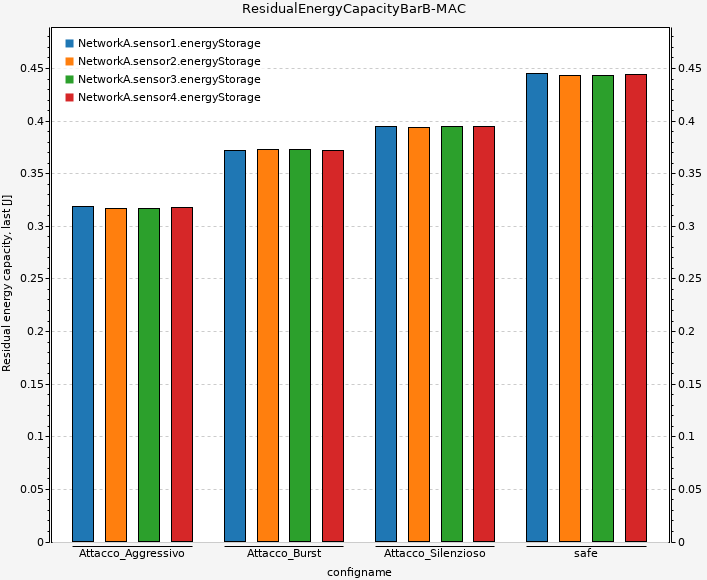 ResidualEnergyCapacityBarB-MAC
NetworkA.sensor1.energyStorage
NetworkA.sensor2.energyStorage
NetworkA.sensor3.energyStorage
NetworkA.sensor4.energyStorage
Residual energy capacity, last [J]
0.45 0.45
0.4 0.4
0.35 0.35
0.3 0.3
0.25 0.25
0.2 0.2
0.15 0.15
0.1 0.1
0.05 0.05
0 0
Attacco_Aggressivo Attacco_Burst Attacco_Silenzioso safe
configname